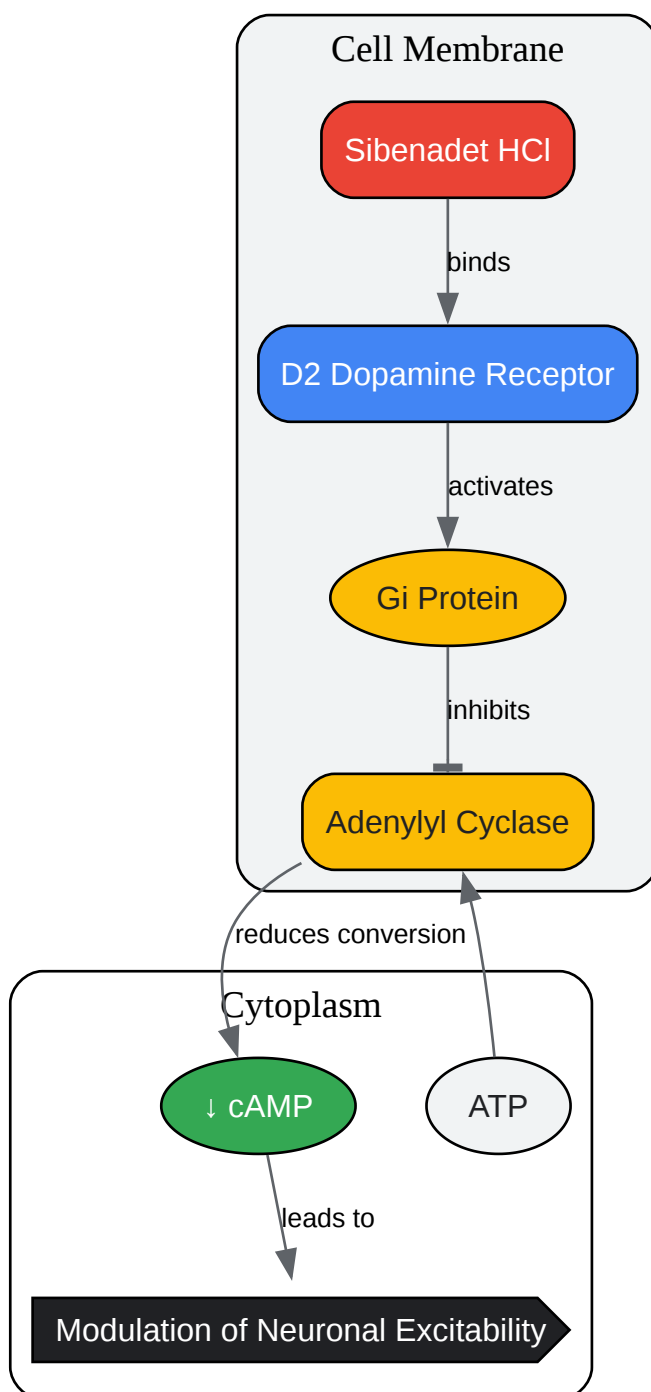 Cell Membrane
Sibenadet HCl
binds
D2 Dopamine Receptor
activates
Gi Protein
inhibits
Adenylyl Cyclase
reduces conversion
Cytoplasm
↓ cAMP
ATP
leads to
Modulation of Neuronal Excitability